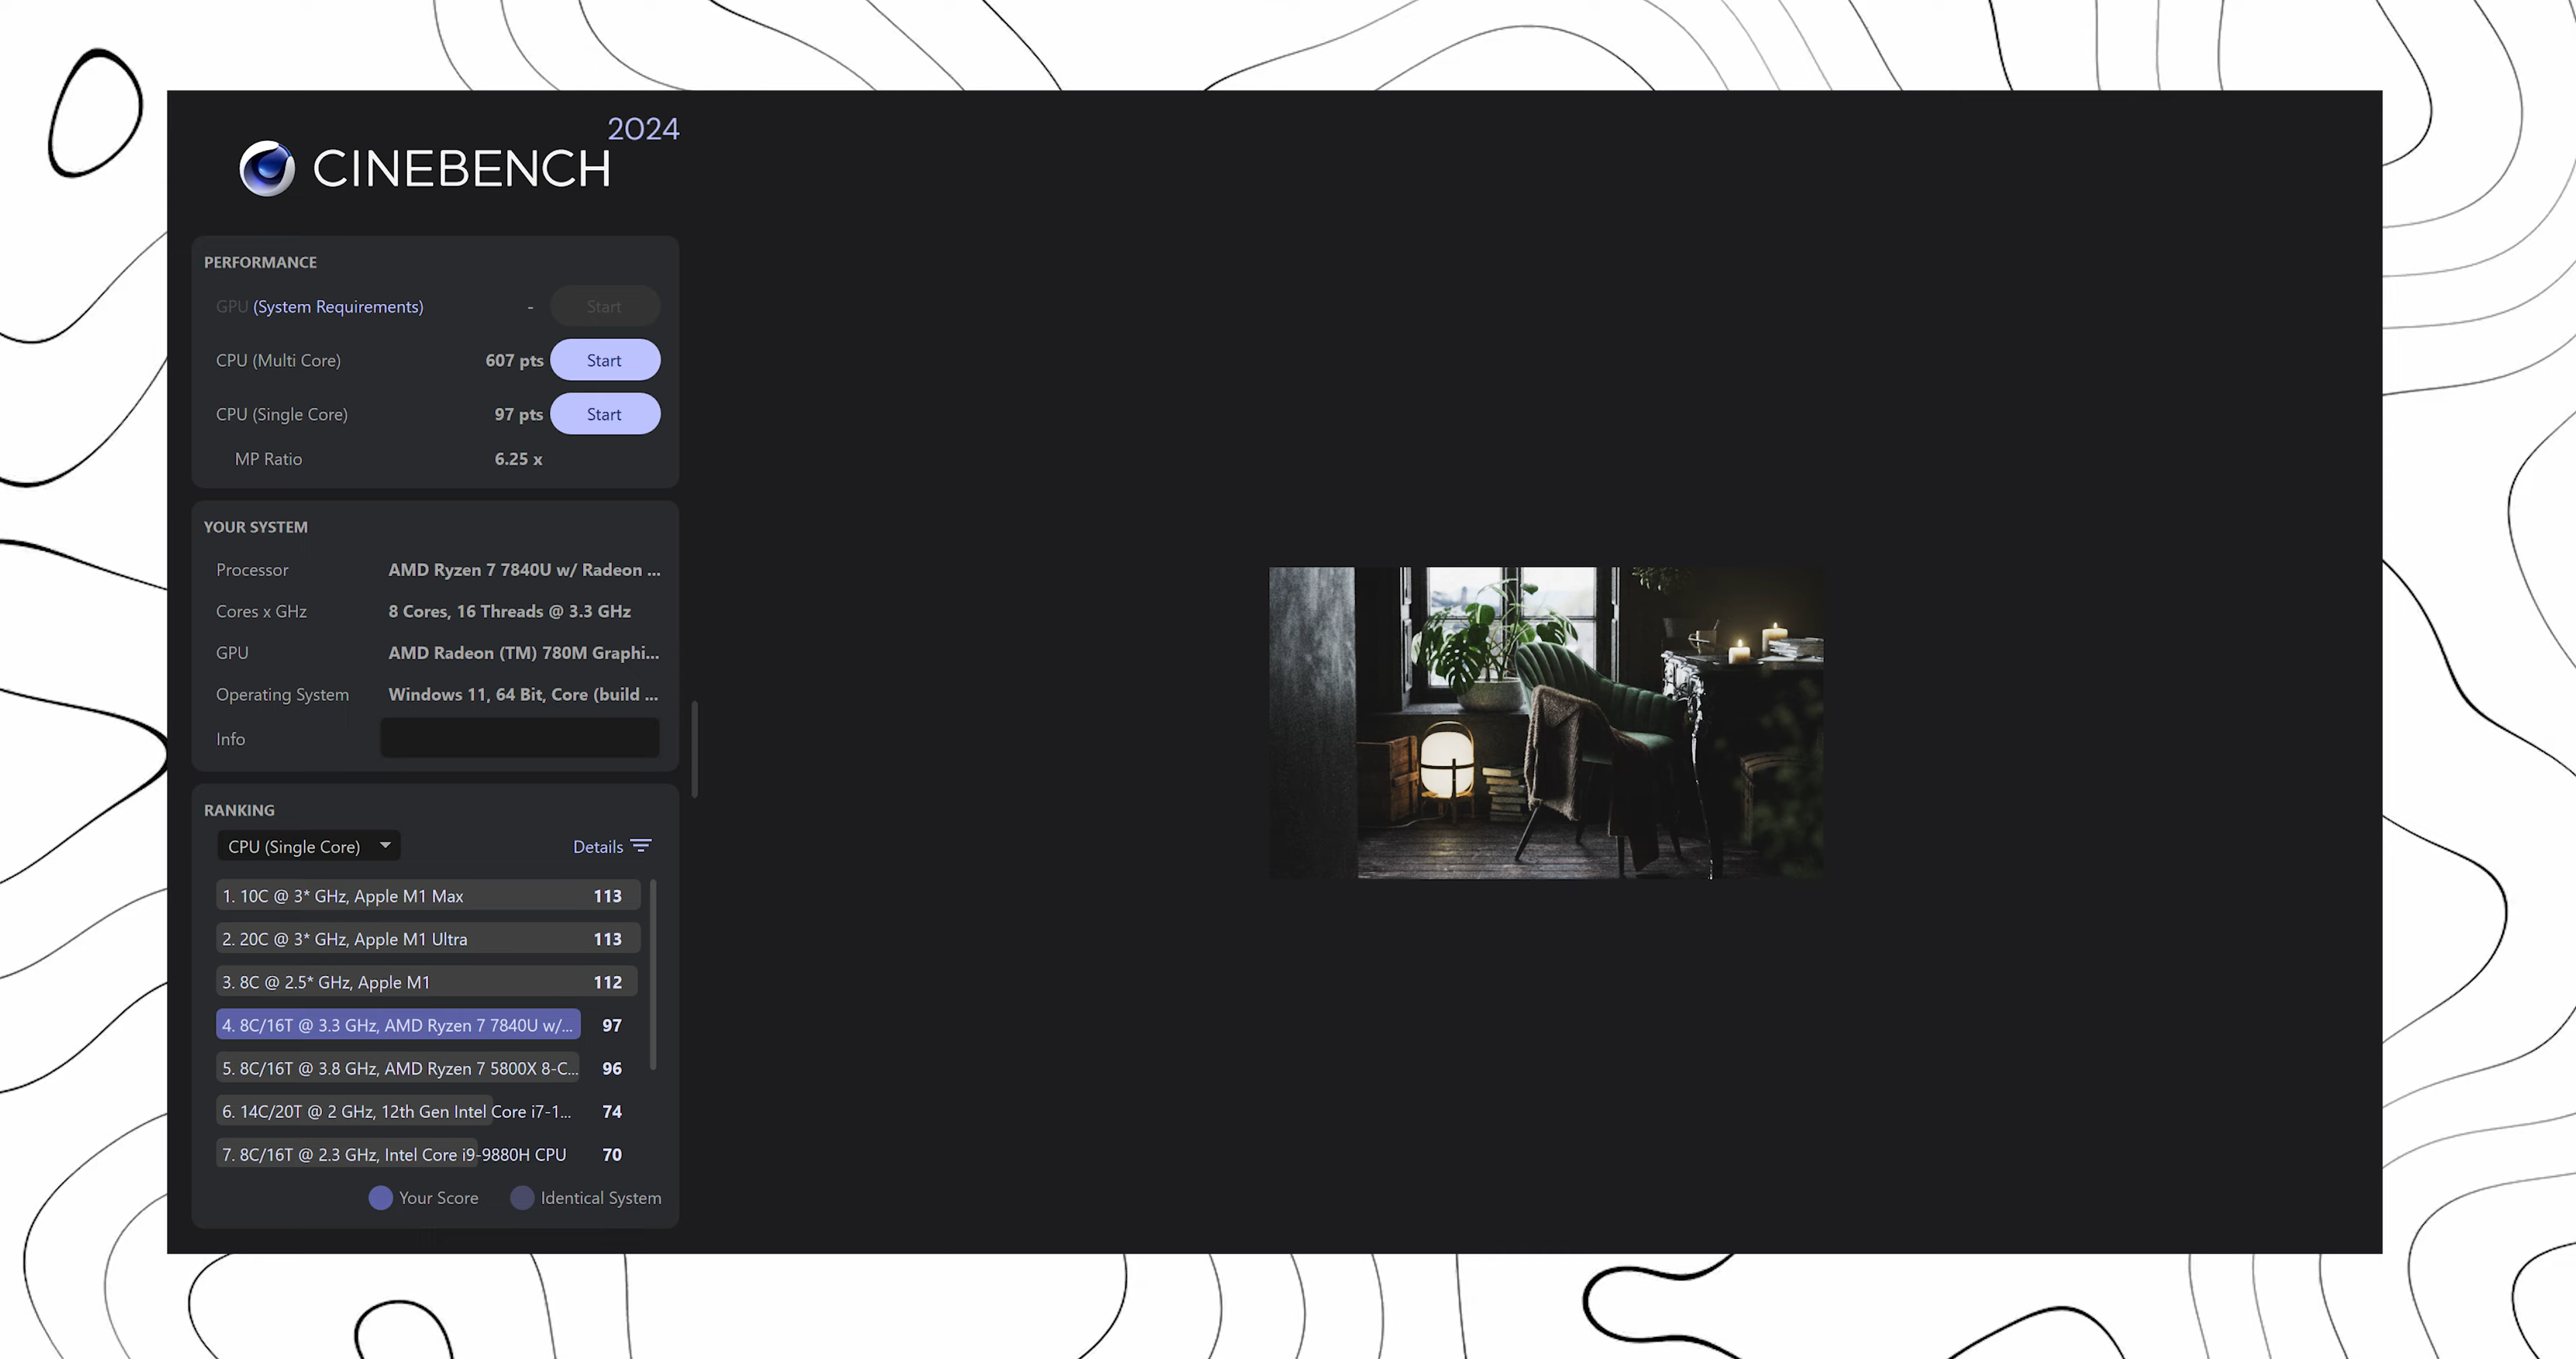 CINEBENCH 2024
PERFORMANCE
GPU (System Requirements) - Start
CPU (Multi Core) 607 pts Start
CPU (Single Core) 97 pts Start
MP Ratio 6.25 x
YOUR SYSTEM
Processor AMD Ryzen 7 7840U w/ Radeon ...
Cores x GHz 8 Cores, 16 Threads @ 3.3 GHz
GPU AMD Radeon (TM) 780M Graphi...
Operating System Windows 11, 64 Bit, Core (build ...
Info
RANKING
CPU (Single Core) Details
1. 10C @ 3* GHz, Apple M1 Max 113
2. 20C @ 3* GHz, Apple M1 Ultra 113
3. 8C @ 2.5* GHz, Apple M1 112
4. 8C/16T @ 3.3 GHz, AMD Ryzen 7 7840U w/... 97
5. 8C/16T @ 3.8 GHz, AMD Ryzen 7 5800X 8-C... 96
6. 14C/20T @ 2 GHz, 12th Gen Intel Core i7-1... 74
7. 8C/16T @ 2.3 GHz, Intel Core i9-9880H CPU 70
Your Score Identical System